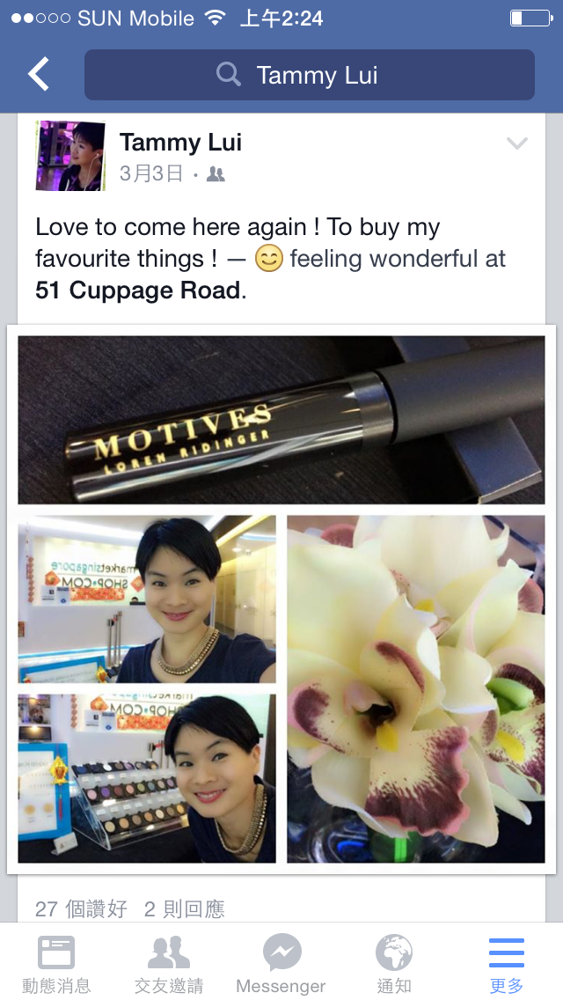 SUN Mobile 上午2:24
Tammy Lui
Tammy Lui
3月3日 ·
Love to come here again ! To buy my
favourite things ! — 😊 feeling wonderful at
51 Cuppage Road.
MOTIVES
LOREN RIDINGER
marketsingapore
SHOP•COM
marketsingapore
SHOP•COM
27 個讚好 2 則回應
動態消息 交友邀請 Messenger 通知 更多